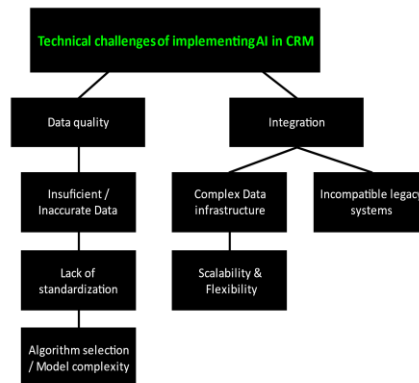 Technical challenges of implementing AI in CRM
Data quality
Integration
Insufficient /
Inaccurate Data
Complex Data
infrastructure
Incompatible legacy
systems
Lack of
standardization
Scalability &
Flexibility
Algorithm selection
/ Model complexity